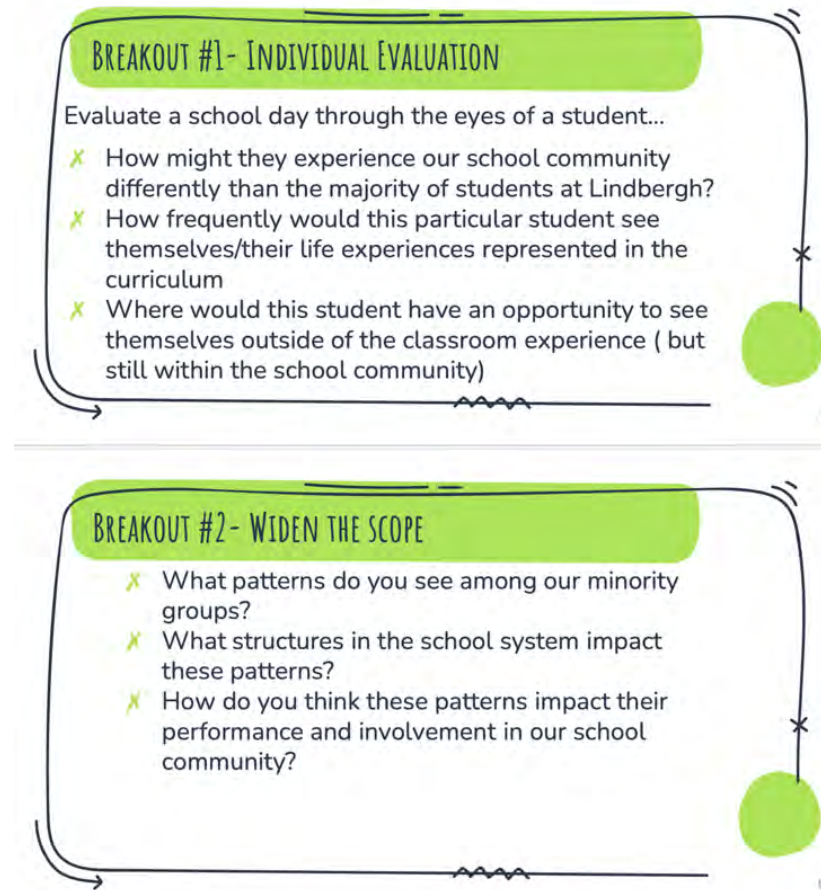 BREAKOUT #1- INDIVIDUAL EVALUATION
Evaluate a school day through the eyes of a student...
✗ How might they experience our school community
differently than the majority of students at Lindbergh?
✗ How frequently would this particular student see
themselves/their life experiences represented in the
curriculum
✗ Where would this student have an opportunity to see
themselves outside of the classroom experience ( but
still within the school community)
BREAKOUT #2- WIDEN THE SCOPE
✗ What patterns do you see among our minority
groups?
✗ What structures in the school system impact
these patterns?
✗ How do you think these patterns impact their
performance and involvement in our school
community?